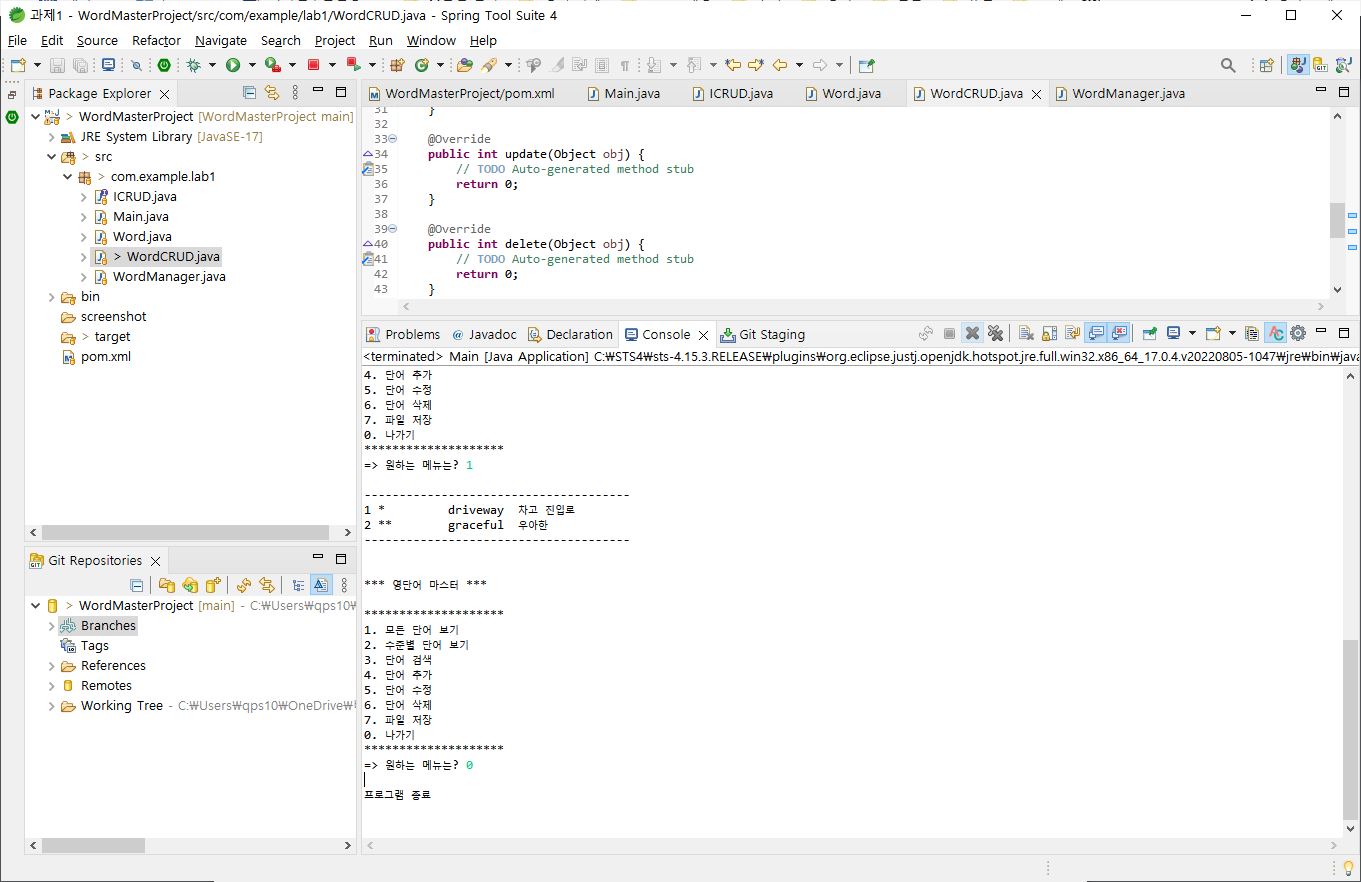 과제1 - WordMasterProject/src/com/example/lab1/WordCRUD.java - Spring Tool Suite 4
File Edit Source Refactor Navigate Search Project Run Window Help
Package Explorer
WordMasterProject/pom.xml Main.java ICRUD.java Word.java WordCRUD.java WordManager.java
> WordMasterProject [WordMasterProject main]
JRE System Library [JavaSE-17]
> src
> com.example.lab1
ICRUD.java
Main.java
Word.java
> WordCRUD.java
WordManager.java
bin
screenshot
> target
pom.xml
31 }
32
33 @Override
34 public int update(Object obj) {
35 // TODO Auto-generated method stub
36 return 0;
37 }
38
39 @Override
40 public int delete(Object obj) {
41 // TODO Auto-generated method stub
42 return 0;
43 }
Problems @ Javadoc Declaration Console Git Staging
<terminated> Main [Java Application] C:₩STS4₩sts-4.15.3.RELEASE₩plugins₩org.eclipse.justj.openjdk.hotspot.jre.full.win32.x86_64_17.0.4.v20220805-1047₩jre₩bin₩java
4. 단어 추가
5. 단어 수정
6. 단어 삭제
7. 파일 저장
0. 나가기
********************
=> 원하는 메뉴는? 1
--------------------------------------
1 * driveway 차고 진입로
2 ** graceful 우아한
--------------------------------------
*** 영단어 마스터 ***
********************
1. 모든 단어 보기
2. 수준별 단어 보기
3. 단어 검색
4. 단어 추가
5. 단어 수정
6. 단어 삭제
7. 파일 저장
0. 나가기
********************
=> 원하는 메뉴는? 0
프로그램 종료
Git Repositories
> WordMasterProject [main] - C:₩Users₩qps10₩
Branches
Tags
References
Remotes
Working Tree - C:₩Users₩qps10₩OneDrive₩